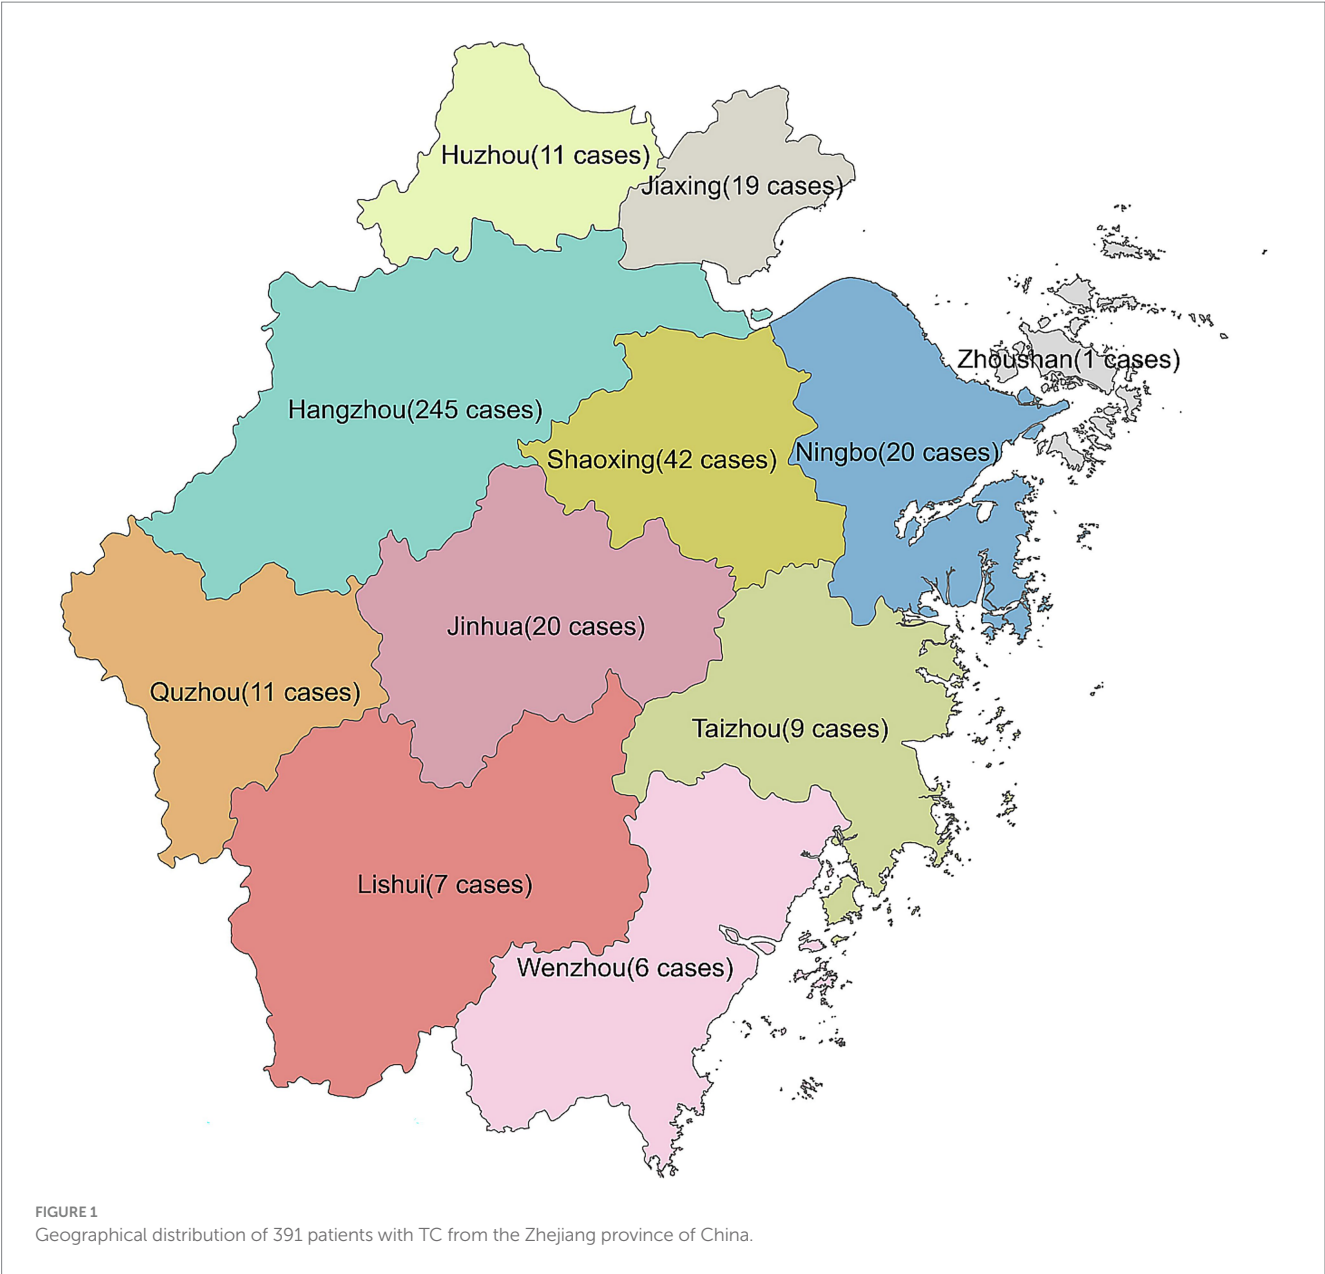 Huzhou(11 cases)
Jiaxing(19 cases)
Zhoushan(1 cases)
Hangzhou(245 cases)
Shaoxing(42 cases)
Ningbo(20 cases)
Jinhua(20 cases)
Quzhou(11 cases)
Taizhou(9 cases)
Lishui(7 cases)
Wenzhou(6 cases)
FIGURE 1
Geographical distribution of 391 patients with TC from the Zhejiang province of China.